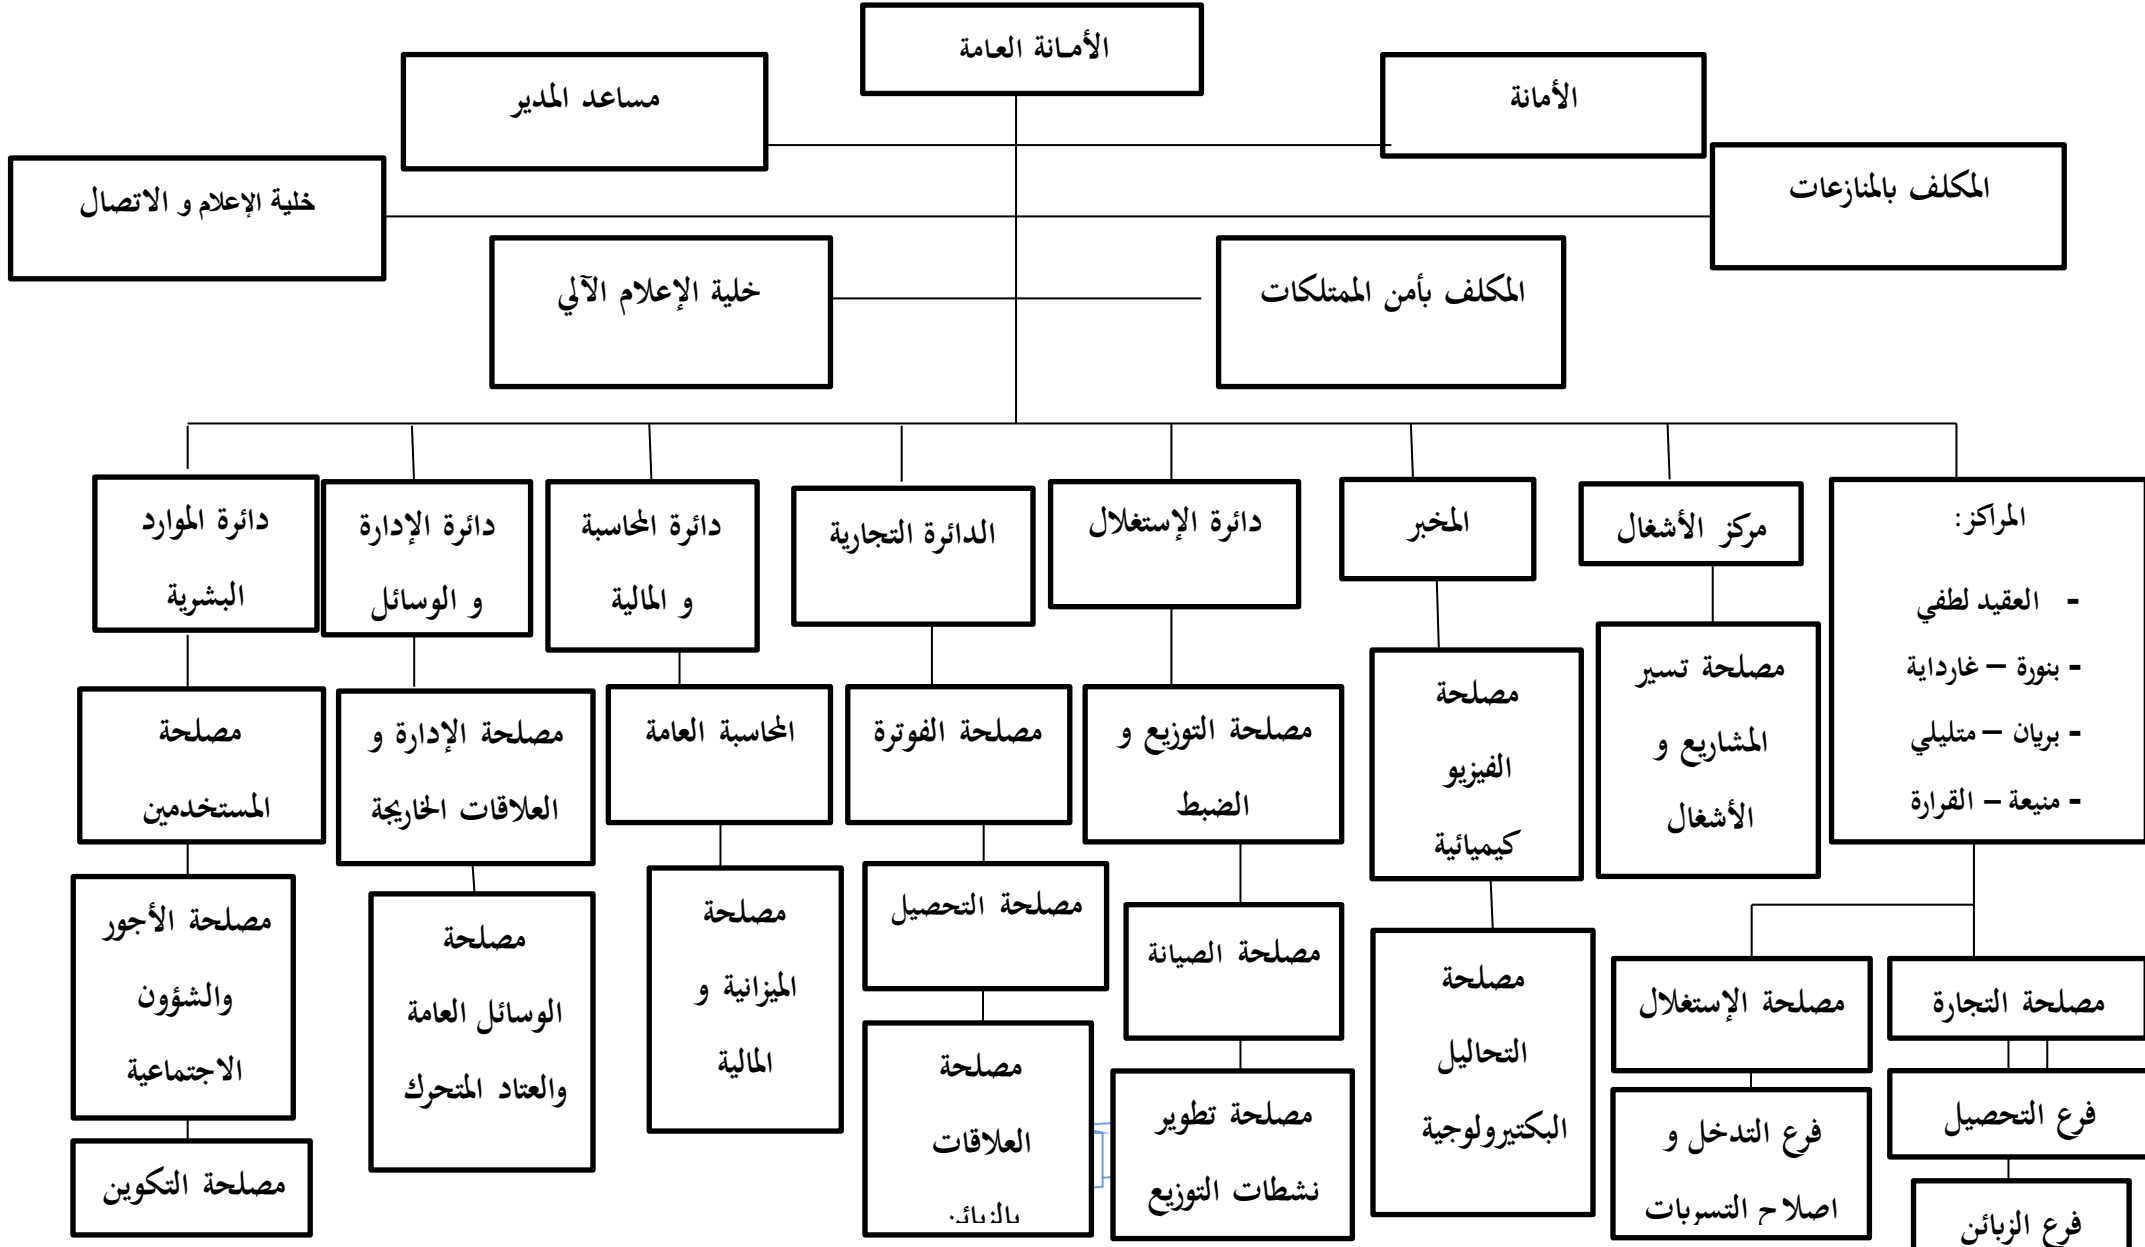 الأمانة العامة
الأمانة
مساعد المدير
المكلف بالمنازعات
خلية الإعلام و الاتصال
المكلف بأمن الممتلكات
خلية الإعلام الآلي
المراكز:
- العقيد لطفي
- بنورة – غارداية
- بريان – متليلي
- منيعة – القرارة
مصلحة التجارة
فرع التحصيل
فرع الزبائن
مصلحة الإستغلال
فرع التدخل و
اصلاح التسربات
مركز الأشغال
مصلحة تسير
المشاريع و
الأشغال
المخبر
مصلحة
الفيزيو
كيميائية
مصلحة
التحاليل
البكتيرولوجية
دائرة الإستغلال
مصلحة التوزيع و
الضبط
مصلحة الصيانة
مصلحة تطوير
نشطات التوزيع
الدائرة التجارية
مصلحة الفوترة
مصلحة التحصيل
مصلحة
العلاقات
بالزبائن
دائرة المحاسبة
و المالية
المحاسبة العامة
مصلحة
الميزانية و
المالية
دائرة الإدارة
و الوسائل
مصلحة الإدارة و
العلاقات الخاريجة
مصلحة
الوسائل العامة
والعتاد المتحرك
دائرة الموارد
البشرية
مصلحة
المستخدمين
مصلحة الأجور
والشؤون
الاجتماعية
مصلحة التكوين